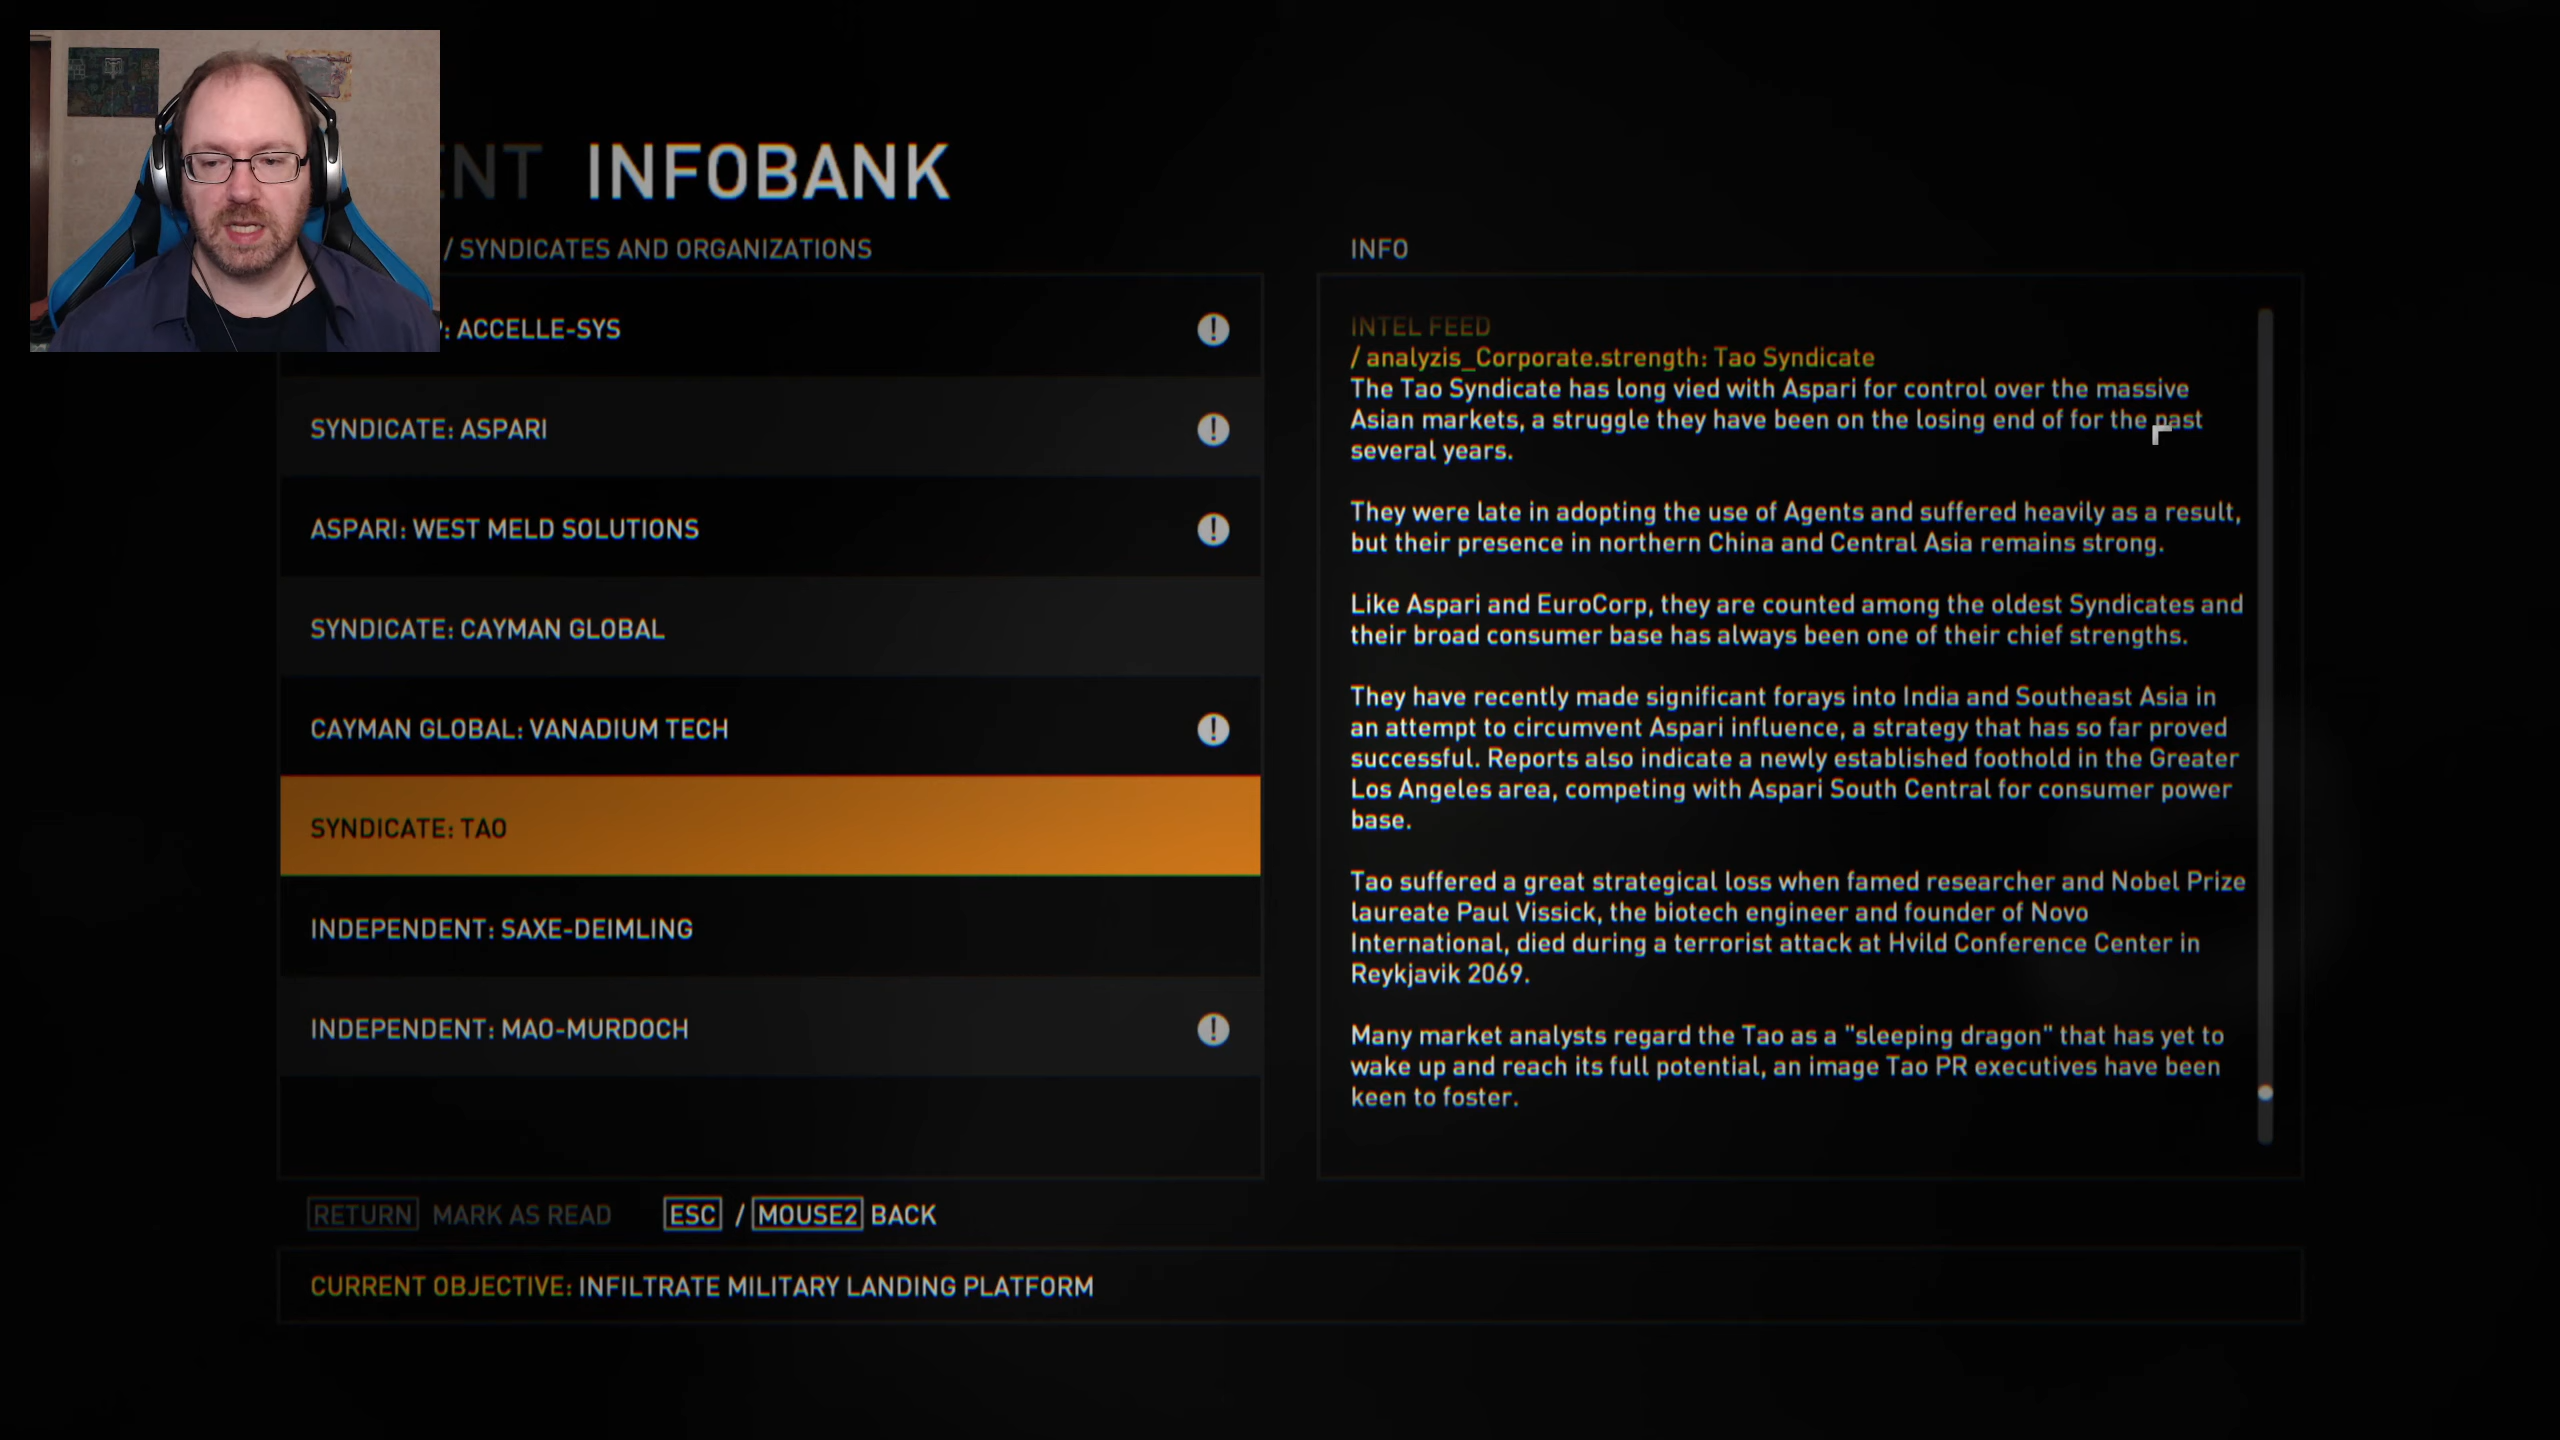 ENT INFOBANK
/ SYNDICATES AND ORGANIZATIONS
: ACCELLE-SYS
SYNDICATE: ASPARI
ASPARI: WEST MELD SOLUTIONS
SYNDICATE: CAYMAN GLOBAL
CAYMAN GLOBAL: VANADIUM TECH
SYNDICATE: TAO
INDEPENDENT: SAXE-DEIMLING
INDEPENDENT: MAO-MURDOCH
INFO
INTEL FEED
/ analyzis_Corporate.strength: Tao Syndicate
The Tao Syndicate has long vied with Aspari for control over the massive
Asian markets, a struggle they have been on the losing end of for the past
several years.
They were late in adopting the use of Agents and suffered heavily as a result,
but their presence in northern China and Central Asia remains strong.
Like Aspari and EuroCorp, they are counted among the oldest Syndicates and
their broad consumer base has always been one of their chief strengths.
They have recently made significant forays into India and Southeast Asia in
an attempt to circumvent Aspari influence, a strategy that has so far proved
successful. Reports also indicate a newly established foothold in the Greater
Los Angeles area, competing with Aspari South Central for consumer power
base.
Tao suffered a great strategical loss when famed researcher and Nobel Prize
laureate Paul Vissick, the biotech engineer and founder of Novo
International, died during a terrorist attack at Hvild Conference Center in
Reykjavik 2069.
Many market analysts regard the Tao as a "sleeping dragon" that has yet to
wake up and reach its full potential, an image Tao PR executives have been
keen to foster.
RETURN MARK AS READ ESC / MOUSE2 BACK
CURRENT OBJECTIVE: INFILTRATE MILITARY LANDING PLATFORM